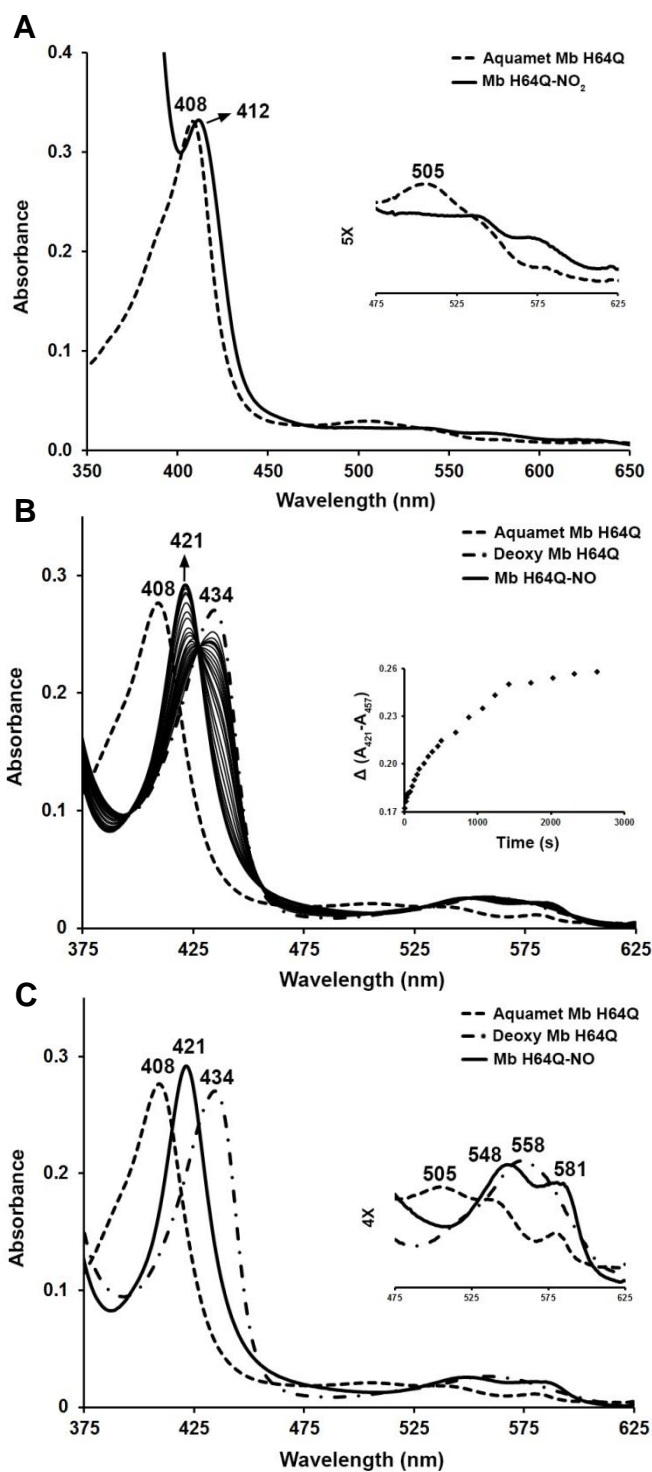 A
0.4
0.3
0.2
0.1
0.0
Absorbance
350 400 450 500 550 600 650
Wavelength (nm)
408
412
Aquamet Mb H64Q
Mb H64Q-NO₂
505
5X
475 525 575 625
B
0.3
0.2
0.1
0
Absorbance
375 425 475 525 575 625
Wavelength (nm)
421
408
434
Aquamet Mb H64Q
Deoxy Mb H64Q
Mb H64Q-NO
0.26
0.23
0.20
0.17
Δ (A₄₂₁-A₄₅₇)
0 1000 2000 3000
Time (s)
C
0.3
0.2
0.1
0
Absorbance
375 425 475 525 575 625
Wavelength (nm)
408
421
434
Aquamet Mb H64Q
Deoxy Mb H64Q
Mb H64Q-NO
505
548
558
581
4X
475 525 575 625